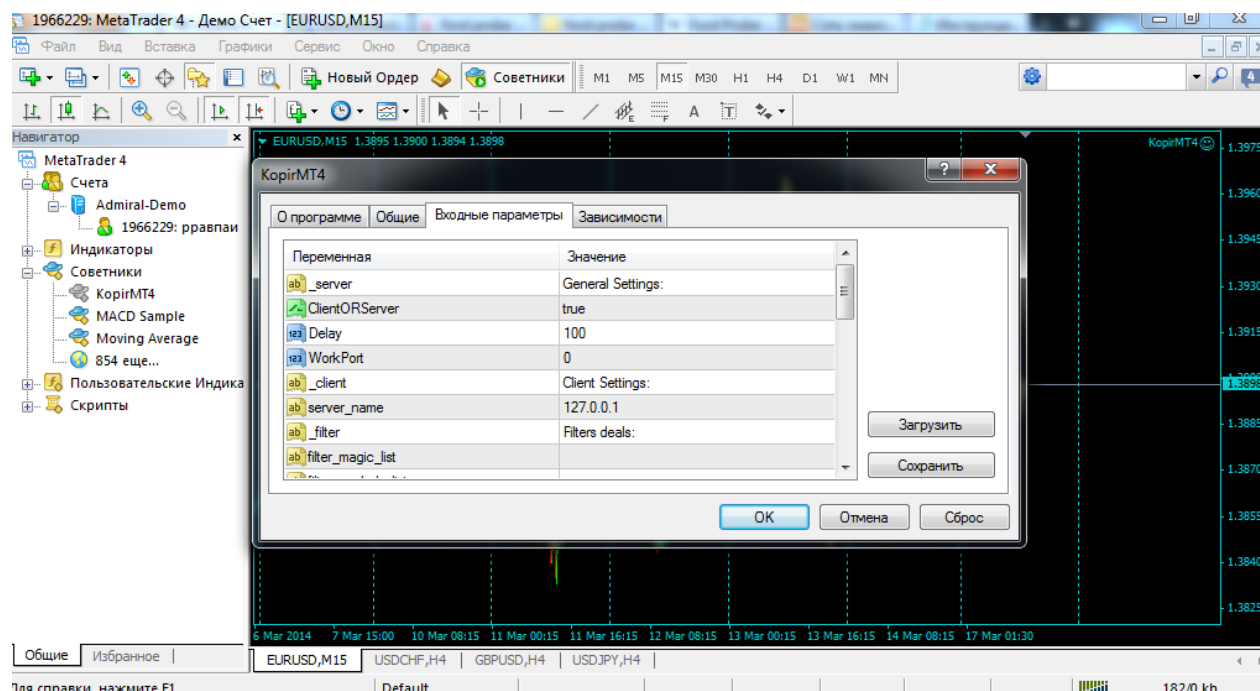 1966229: MetaTrader 4 - Демо Счет - [EURUSD,M15]
Файл Вид Вставка Графики Сервис Окно Справка
Новый Ордер Советники M1 M5 M15 M30 H1 H4 D1 W1 MN 4
E F A T
Навигатор
MetaTrader 4
Счета
Admiral-Demo
1966229: рравпаи
Индикаторы
Советники
KopirMT4
MACD Sample
Moving Average
854 еще...
Пользовательские Индика
Скрипты
Общие Избранное
EURUSD,M15 1.3895 1.3900 1.3894 1.3898
KopirMT4
KopirMT4
О программе Общие Входные параметры Зависимости
Переменная Значение
ab _server General Settings:
ClientORServer true
123 Delay 100
123 WorkPort 0
ab _client Client Settings:
ab server_name 127.0.0.1
ab _filter Filters deals:
ab filter_magic_list
Загрузить
Сохранить
OK Отмена Сброс
1.3975
1.3960
1.3945
1.3930
1.3915
1.3898
1.3885
1.3870
1.3855
1.3840
1.3825
6 Mar 2014 7 Mar 15:00 10 Mar 08:15 11 Mar 00:15 11 Mar 16:15 12 Mar 08:15 13 Mar 00:15 13 Mar 16:15 14 Mar 08:15 17 Mar 01:30
EURUSD,M15 USDCHF,H4 GBPUSD,H4 USDJPY,H4
Для справки, нажмите F1 Default 182/0 kb